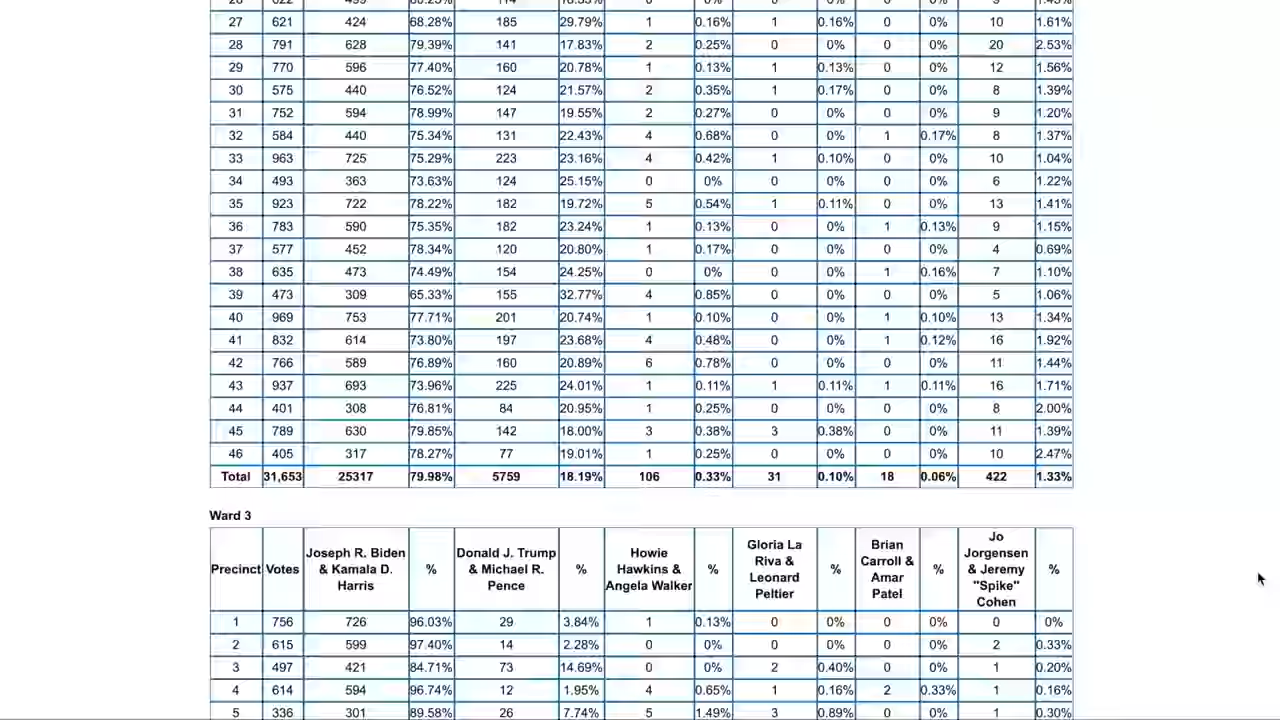 27 621 424 68.28% 185 29.79% 1 0.16% 1 0.16% 0 0% 10 1.61%
28 791 628 79.39% 141 17.83% 2 0.25% 0 0% 0 0% 20 2.53%
29 770 596 77.40% 160 20.78% 1 0.13% 1 0.13% 0 0% 12 1.56%
30 575 440 76.52% 124 21.57% 2 0.35% 1 0.17% 0 0% 8 1.39%
31 752 594 78.99% 147 19.55% 2 0.27% 0 0% 0 0% 9 1.20%
32 584 440 75.34% 131 22.43% 4 0.68% 0 0% 1 0.17% 8 1.37%
33 963 725 75.29% 223 23.16% 4 0.42% 1 0.10% 0 0% 10 1.04%
34 493 363 73.63% 124 25.15% 0 0% 0 0% 0 0% 6 1.22%
35 923 722 78.22% 182 19.72% 5 0.54% 1 0.11% 0 0% 13 1.41%
36 783 590 75.35% 182 23.24% 1 0.13% 0 0% 1 0.13% 9 1.15%
37 577 452 78.34% 120 20.80% 1 0.17% 0 0% 0 0% 4 0.69%
38 635 473 74.49% 154 24.25% 0 0% 0 0% 1 0.16% 7 1.10%
39 473 309 65.33% 155 32.77% 4 0.85% 0 0% 0 0% 5 1.06%
40 969 753 77.71% 201 20.74% 1 0.10% 0 0% 1 0.10% 13 1.34%
41 832 614 73.80% 197 23.68% 4 0.48% 0 0% 1 0.12% 16 1.92%
42 766 589 76.89% 160 20.89% 6 0.78% 0 0% 0 0% 11 1.44%
43 937 693 73.96% 225 24.01% 1 0.11% 1 0.11% 1 0.11% 16 1.71%
44 401 308 76.81% 84 20.95% 1 0.25% 0 0% 0 0% 8 2.00%
45 789 630 79.85% 142 18.00% 3 0.38% 3 0.38% 0 0% 11 1.39%
46 405 317 78.27% 77 19.01% 1 0.25% 0 0% 0 0% 10 2.47%
Total 31,653 25317 79.98% 5759 18.19% 106 0.33% 31 0.10% 18 0.06% 422 1.33%
Ward 3
Precinct Votes Joseph R. Biden & Kamala D. Harris % Donald J. Trump & Michael R. Pence % Howie Hawkins & Angela Walker % Gloria La Riva & Leonard Peltier % Brian Carroll & Amar Patel % Jo Jorgensen & Jeremy "Spike" Cohen %
1 756 726 96.03% 29 3.84% 1 0.13% 0 0% 0 0% 0 0%
2 615 599 97.40% 14 2.28% 0 0% 0 0% 0 0% 2 0.33%
3 497 421 84.71% 73 14.69% 0 0% 2 0.40% 0 0% 1 0.20%
4 614 594 96.74% 12 1.95% 4 0.65% 1 0.16% 2 0.33% 1 0.16%
5 336 301 89.58% 26 7.74% 5 1.49% 3 0.89% 0 0% 1 0.30%